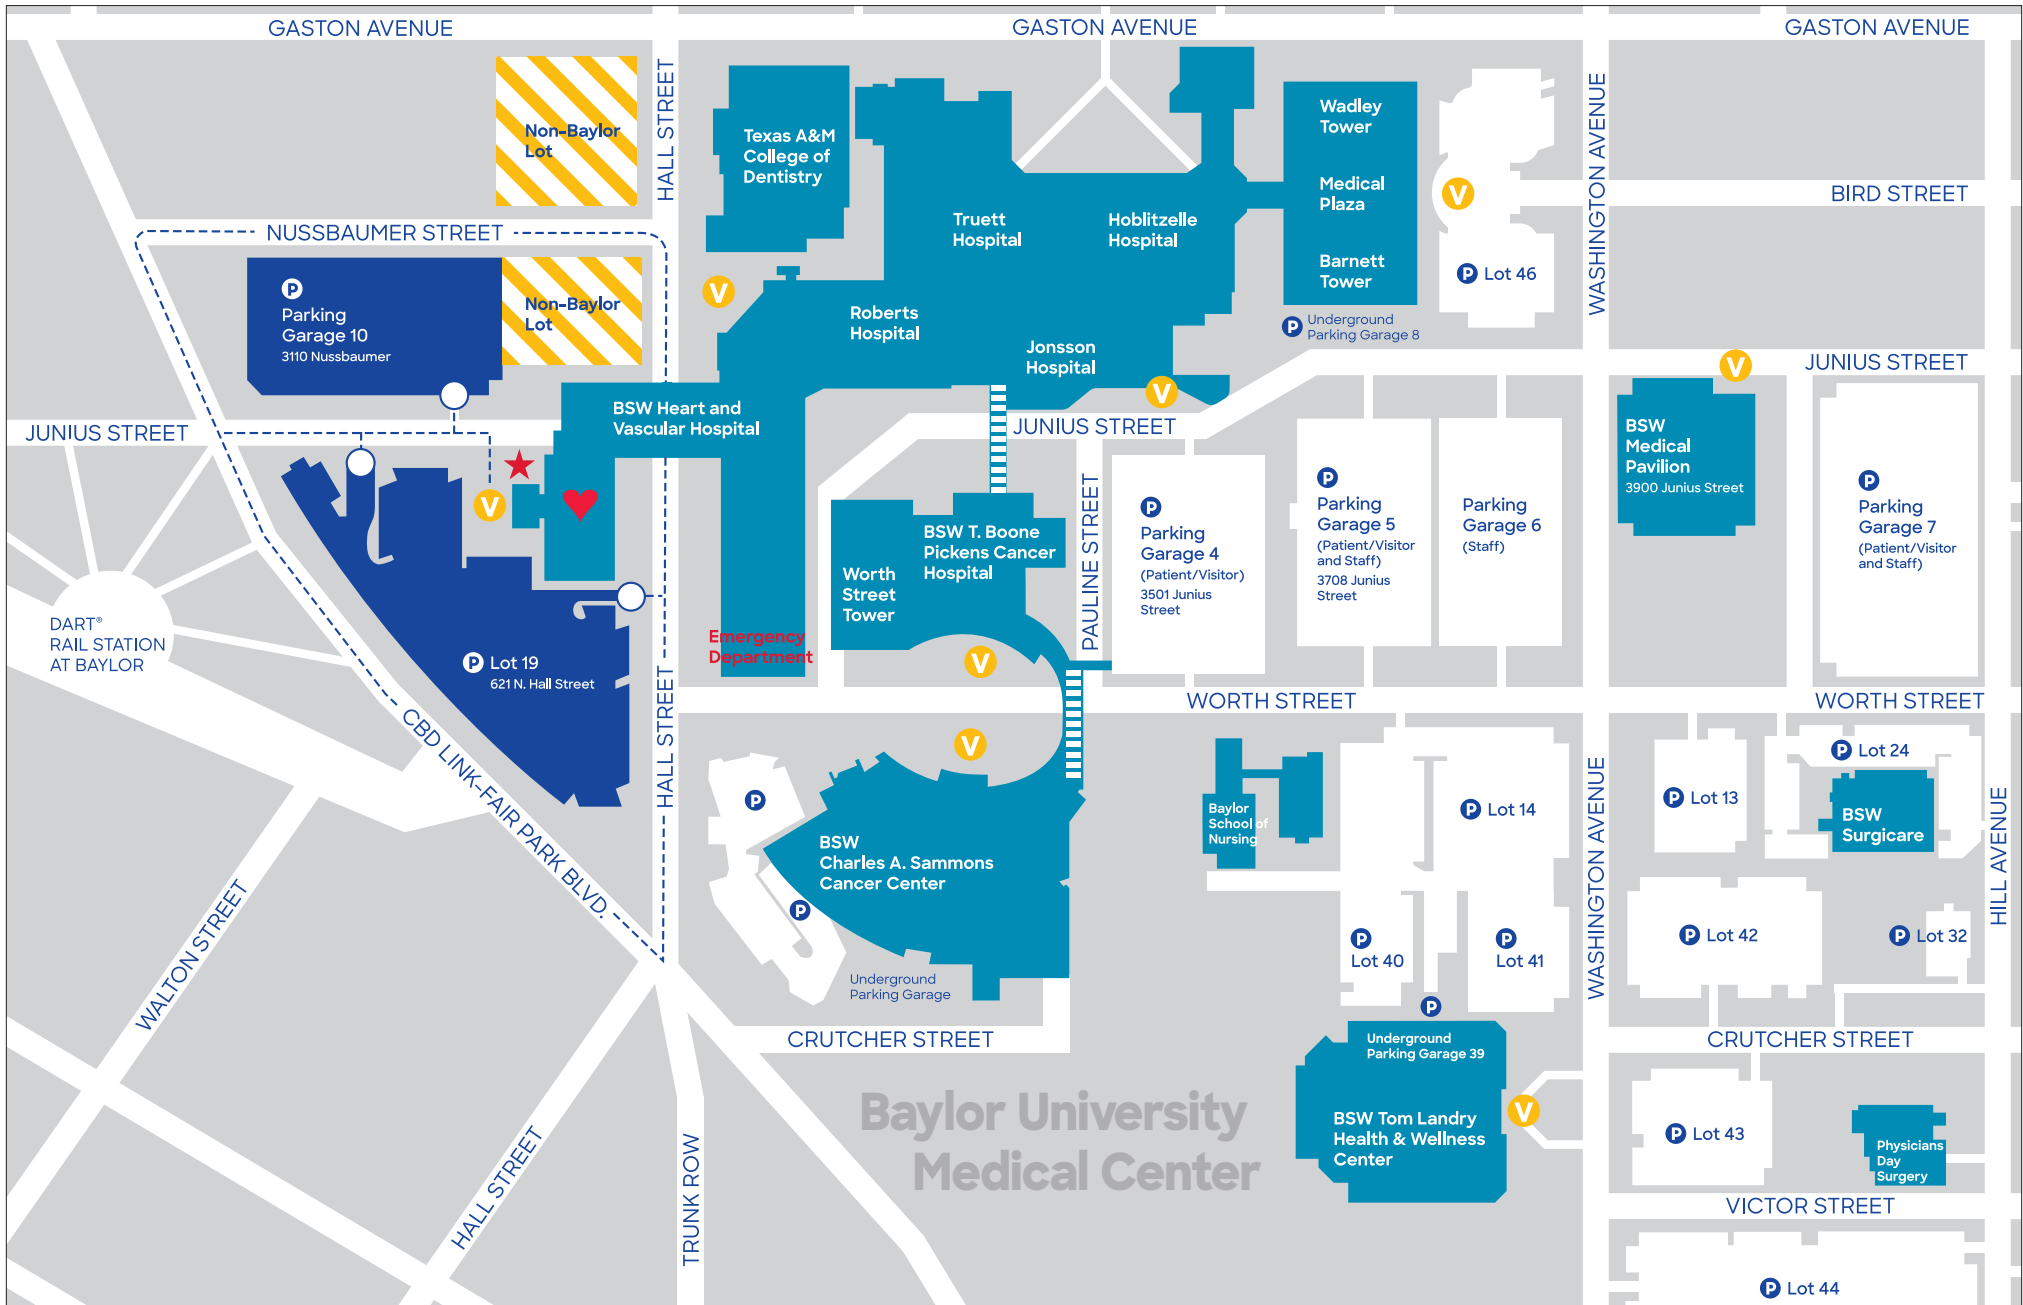 GASTON AVENUE
GASTON AVENUE
GASTON AVENUE
HALL STREET
Non-Baylor
Lot
Texas A&M
College of
Dentistry
Wadley
Tower
Medical
Plaza
Barnett
Tower
V
WASHINGTON AVENUE
BIRD STREET
Truett
Hospital
Hoblitzelle
Hospital
NUSSBAUMER STREET
P
Parking
Garage 10
3110 Nussbaumer
Non-Baylor
Lot
V
Roberts
Hospital
Jonsson
Hospital
P Lot 46
P Underground
Parking Garage 8
JUNIUS STREET
V
V
JUNIUS STREET
BSW Heart and
Vascular Hospital
JUNIUS STREET
V
BSW
Medical
Pavilion
3900 Junius Street
P
Parking
Garage 7
(Patient/Visitor
and Staff)
P
Parking
Garage 4
(Patient/Visitor)
3501 Junius
Street
P
Parking
Garage 5
(Patient/Visitor
and Staff)
3708 Junius
Street
Parking
Garage 6
(Staff)
PAULINE STREET
BSW T. Boone
Pickens Cancer
Hospital
Worth
Street
Tower
DART®
RAIL STATION
AT BAYLOR
P Lot 19
621 N. Hall Street
Emergency
Department
V
HALL STREET
WORTH STREET
WORTH STREET
CBD LINK-FAIR PARK BLVD.
V
P
BSW
Charles A. Sammons
Cancer Center
P
Underground
Parking Garage
Baylor
School of
Nursing
P Lot 14
WASHINGTON AVENUE
P Lot 13
P Lot 24
BSW
Surgicare
HILL AVENUE
P
Lot 40
P
Lot 41
P Lot 42
P Lot 32
P
WALTON STREET
CRUTCHER STREET
CRUTCHER STREET
Underground
Parking Garage 39
BSW Tom Landry
Health & Wellness
Center
V
Baylor University
Medical Center
P Lot 43
Physicians
Day
Surgery
HALL STREET
TRUNK ROW
VICTOR STREET
P Lot 44